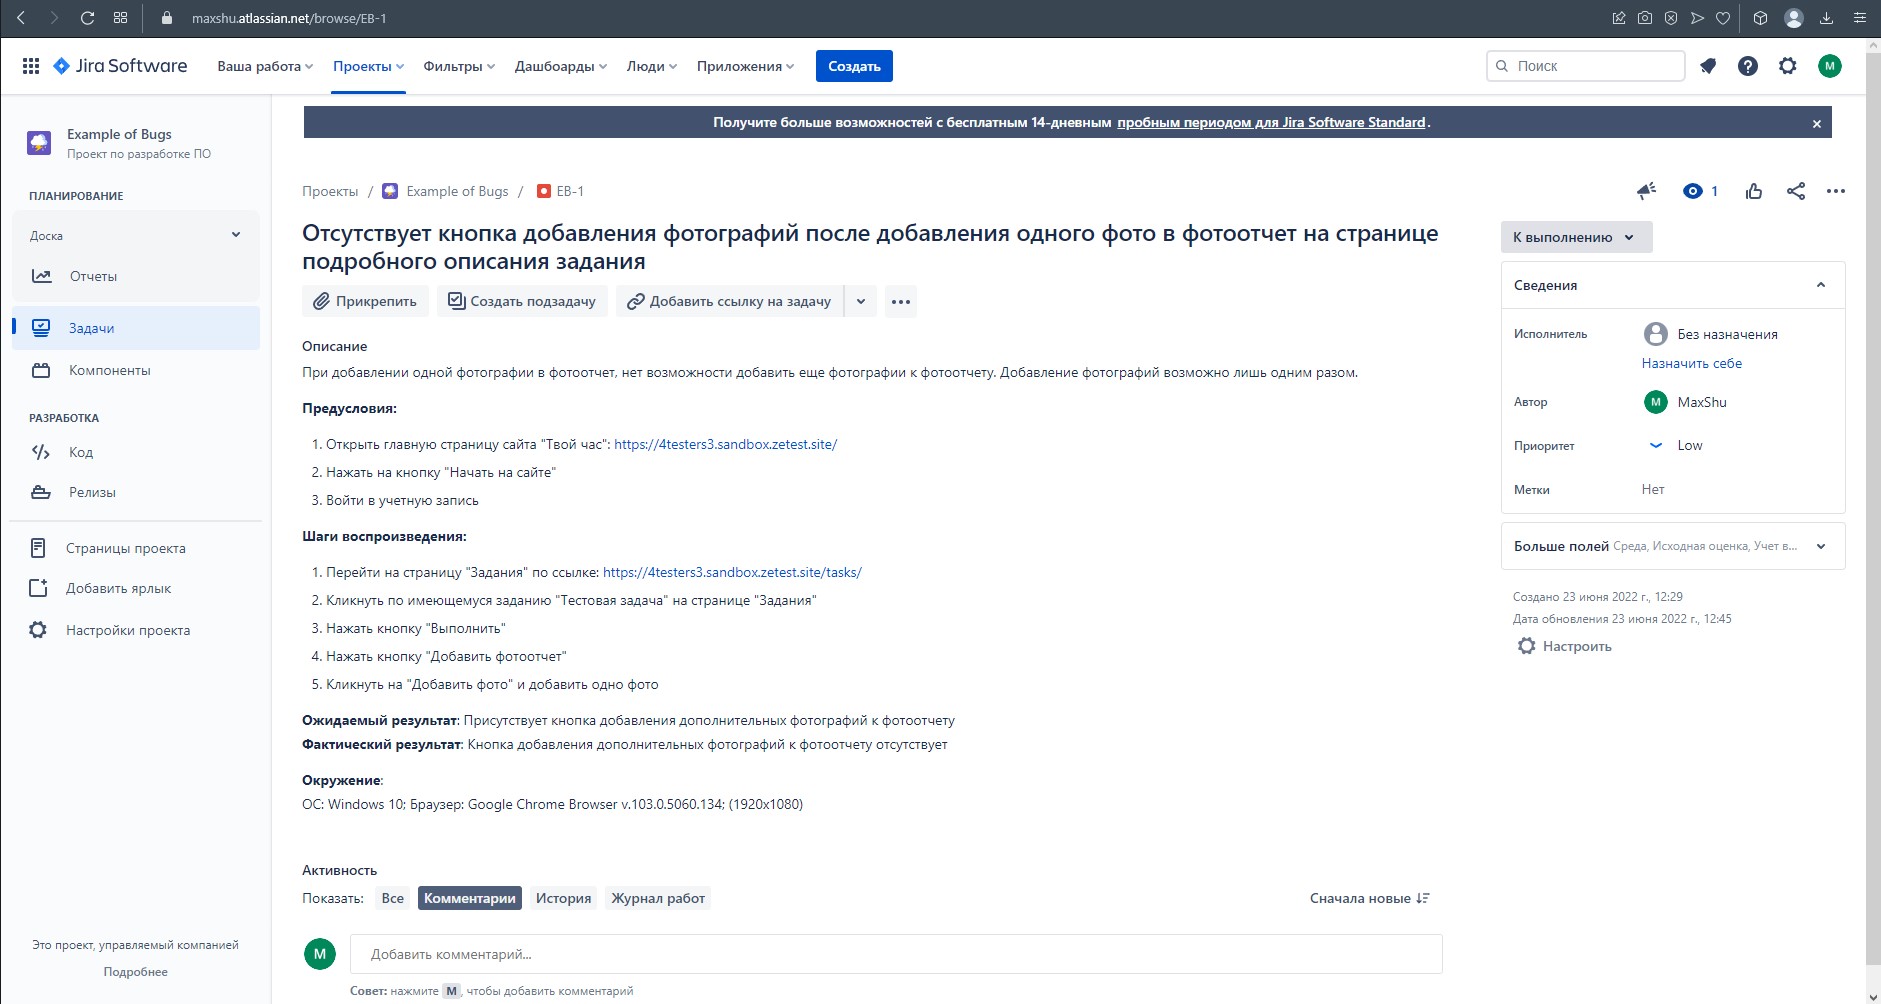 maxshu.atlassian.net/browse/EB-1
Jira Software
Ваша работа
Проекты
Фильтры
Дашбоарды
Люди
Приложения
Создать
Поиск
M
Example of Bugs
Проект по разработке ПО
ПЛАНИРОВАНИЕ
Доска
Отчеты
Задачи
Компоненты
РАЗРАБОТКА
Код
Релизы
Страницы проекта
Добавить ярлык
Настройки проекта
Это проект, управляемый компанией
Подробнее
Получите больше возможностей с бесплатным 14-дневным пробным периодом для Jira Software Standard.
Проекты / Example of Bugs / EB-1
1
Отсутствует кнопка добавления фотографий после добавления одного фото в фотоотчет на странице
подробного описания задания
Прикрепить
Создать подзадачу
Добавить ссылку на задачу
Описание
При добавлении одной фотографии в фотоотчет, нет возможности добавить еще фотографии к фотоотчету. Добавление фотографий возможно лишь одним разом.
Предусловия:
1. Открыть главную страницу сайта "Твой час": https://4testers3.sandbox.zetest.site/
2. Нажать на кнопку "Начать на сайте"
3. Войти в учетную запись
Шаги воспроизведения:
1. Перейти на страницу "Задания" по ссылке: https://4testers3.sandbox.zetest.site/tasks/
2. Кликнуть по имеющемуся заданию "Тестовая задача" на странице "Задания"
3. Нажать кнопку "Выполнить"
4. Нажать кнопку "Добавить фотоотчет"
5. Кликнуть на "Добавить фото" и добавить одно фото
Ожидаемый результат: Присутствует кнопка добавления дополнительных фотографий к фотоотчету
Фактический результат: Кнопка добавления дополнительных фотографий к фотоотчету отсутствует
Окружение:
ОС: Windows 10; Браузер: Google Chrome Browser v.103.0.5060.134; (1920x1080)
Активность
Показать: Все Комментарии История Журнал работ
Сначала новые
M
Добавить комментарий...
Совет: нажмите M, чтобы добавить комментарий
К выполнению
Сведения
Исполнитель
Без назначения
Назначить себе
Автор
M MaxShu
Приоритет
Low
Метки
Нет
Больше полей Среда, Исходная оценка, Учет в...
Создано 23 июня 2022 г., 12:29
Дата обновления 23 июня 2022 г., 12:45
Настроить